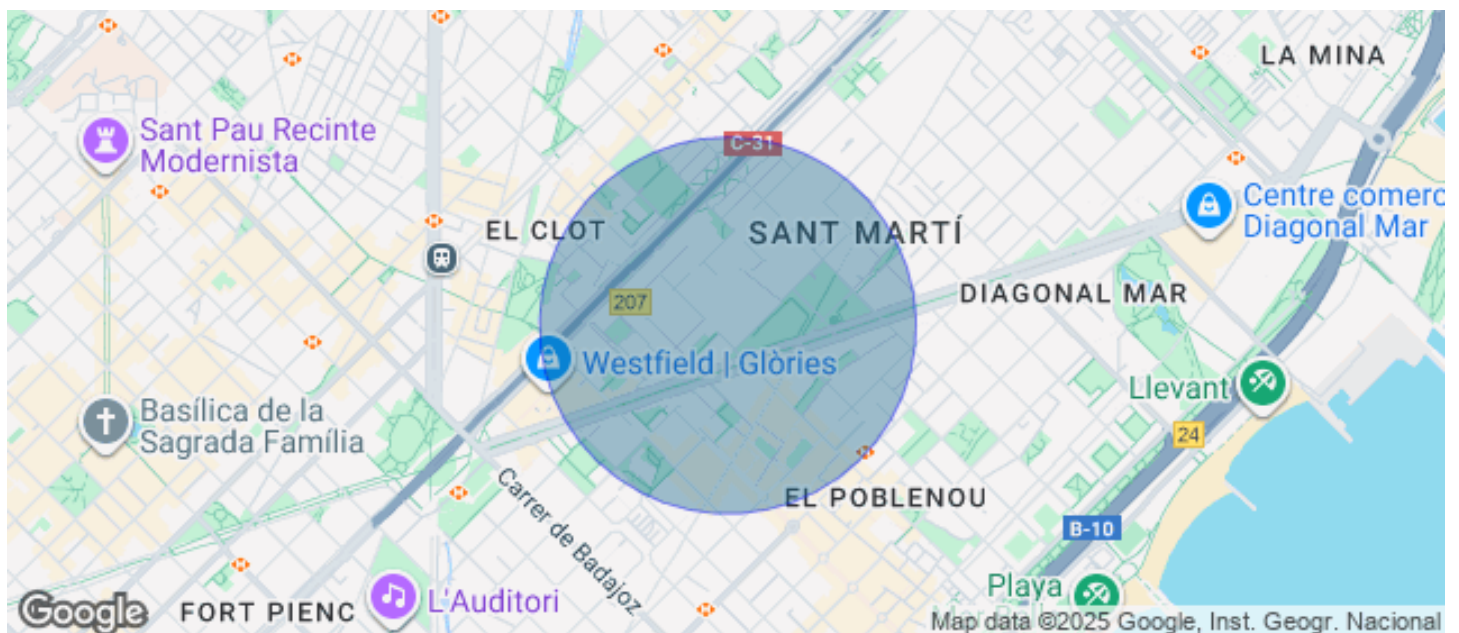 LA MINA
Sant Pau Recinte
Modernista
C-31
Centre comerc
Diagonal Mar
EL CLOT
SANT MARTÍ
207
DIAGONAL MAR
Westfield | Glòries
Llevant
Basílica de la
Sagrada Família
24
Carrer de Badajoz
EL POBLENOU
B-10
Playa
Google
FORT PIENC
L'Auditori
Map data ©2025 Google, Inst. Geogr. Nacional